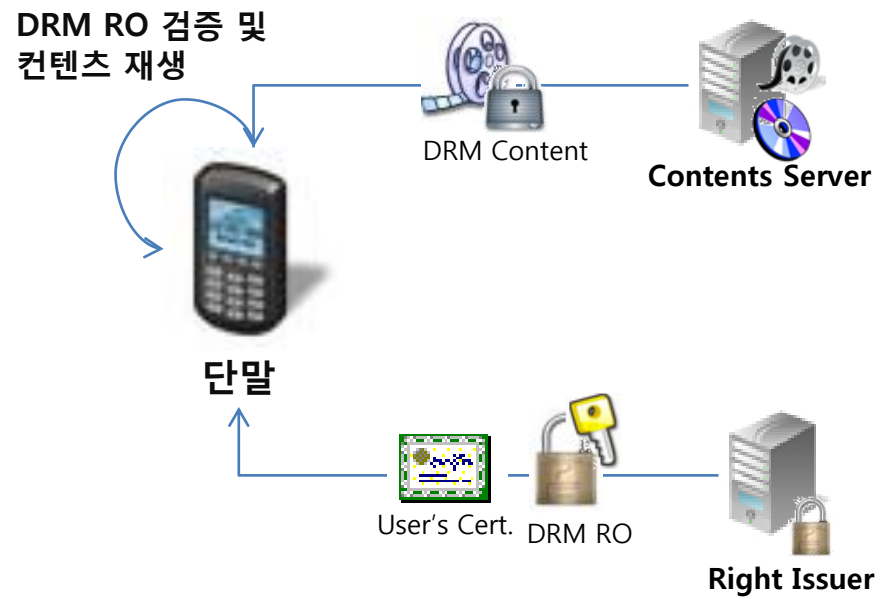 DRM RO 검증 및
컨텐츠 재생
DRM Content
Contents Server
단말
User's Cert.
DRM RO
Right Issuer